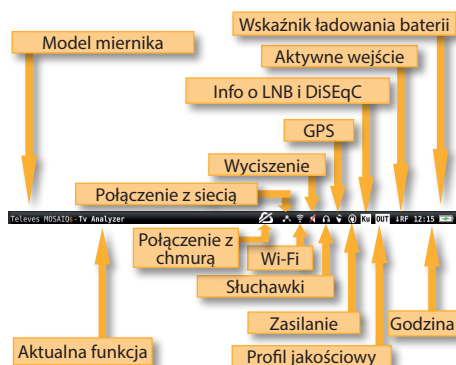 Wskaźnik ładowania baterii
Model miernika
Aktywne wejście
Info o LNB i DiSEqC
GPS
Wyciszenie
Połączenie z siecią
Televes MOSAIQ6-Tv Analyzer Ku OUT ↓RF 12:15
Połączenie z
chmurą
Wi-Fi
Słuchawki
Zasilanie
Godzina
Aktualna funkcja
Profil jakościowy